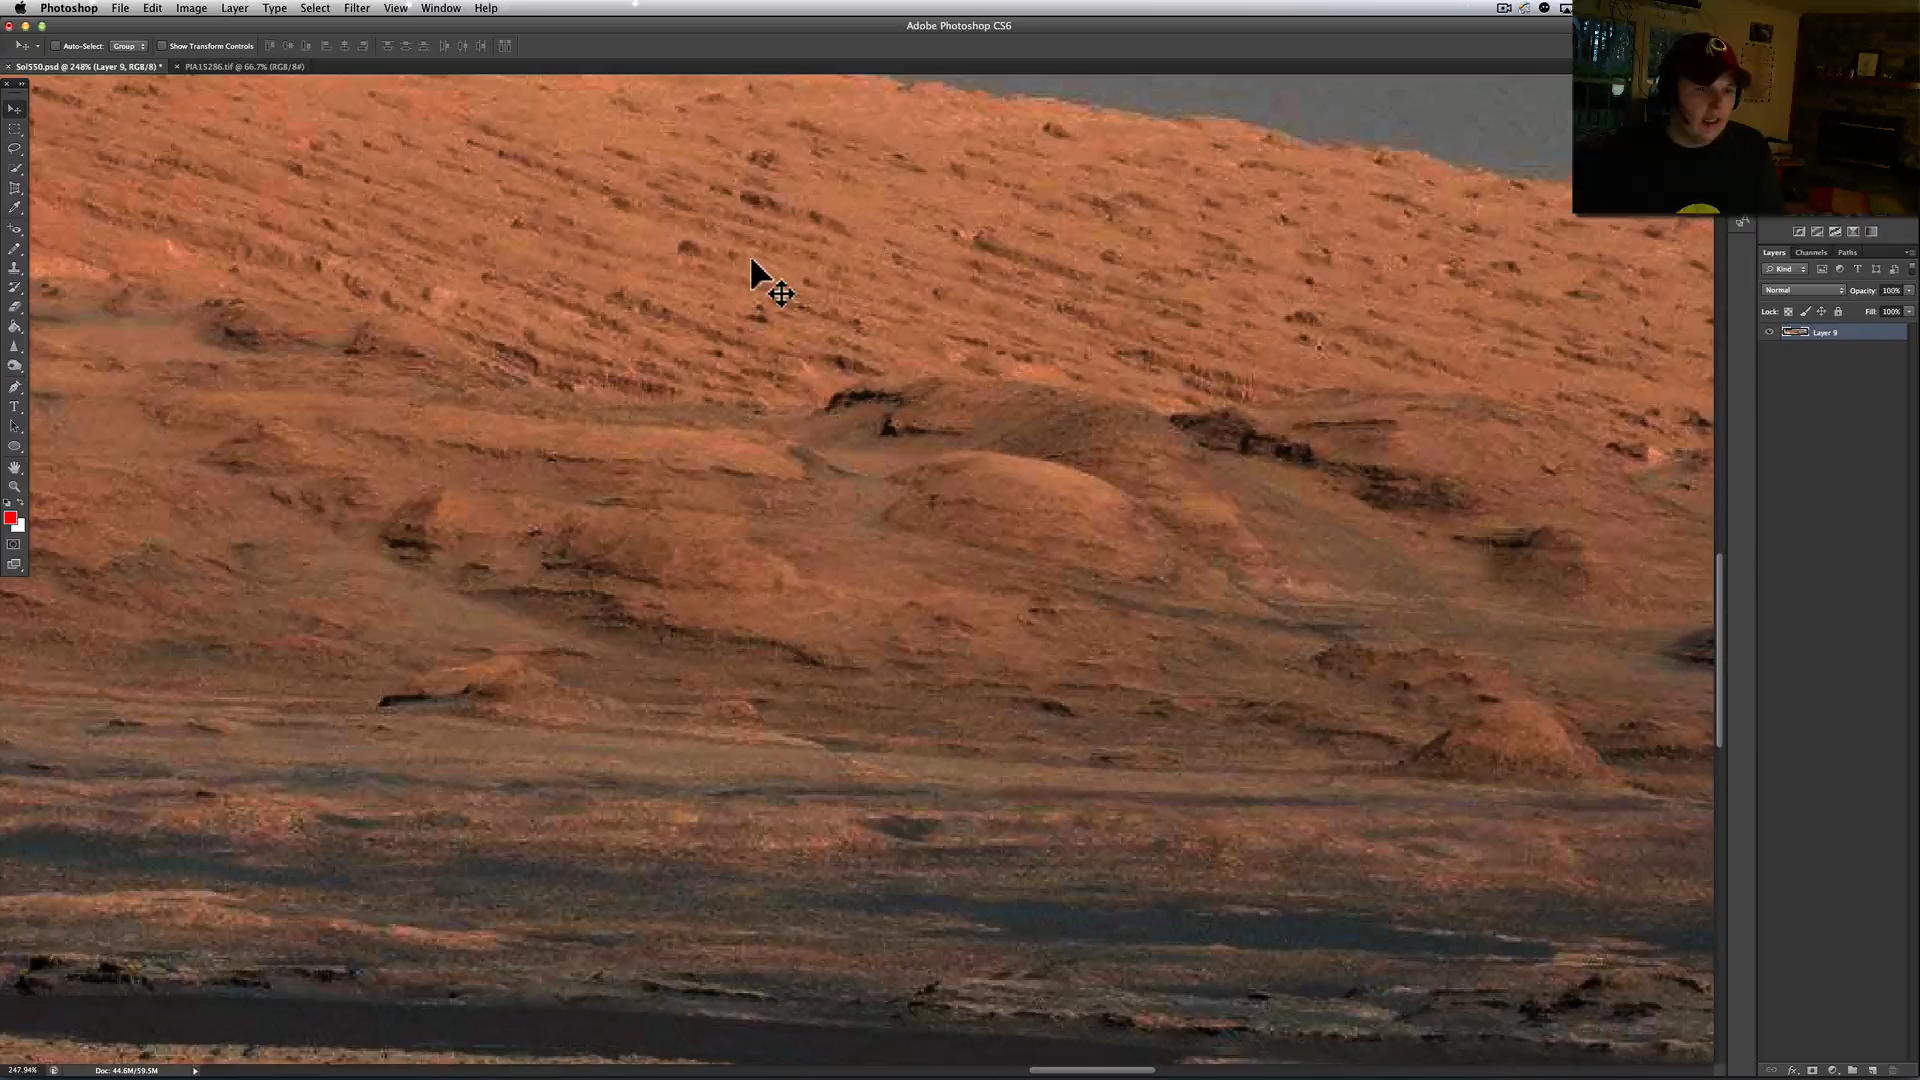 Photoshop File Edit Image Layer Type Select Filter View Window Help
Adobe Photoshop CS6
Auto-Select: Group Show Transform Controls
Sol550.psd @ 248% (Layer 9, RGB/8) * PIA15286.tif @ 66.7% (RGB/8#)
Layers Channels Paths
Kind
Normal Opacity: 100%
Lock: Fill: 100%
Layer 9
247.94% Doc: 44.6M/59.5M